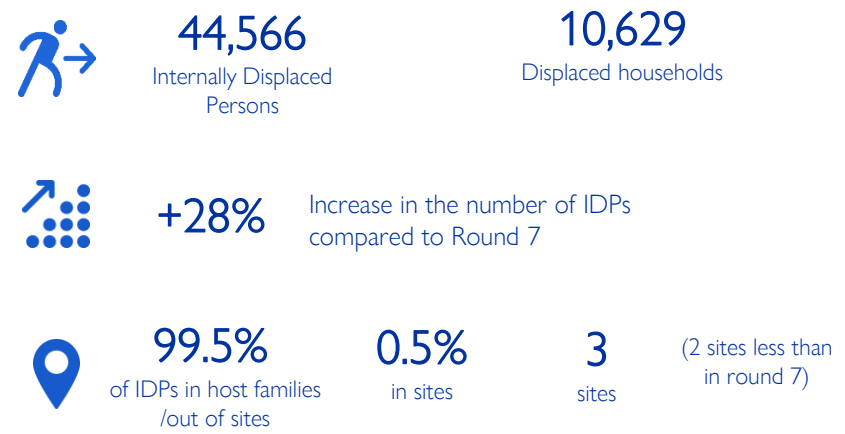 44,566
Internally Displaced
Persons
10,629
Displaced households
+28%
Increase in the number of IDPs
compared to Round 7
99.5%
of IDPs in host families
/out of sites
0.5%
in sites
3
sites
(2 sites less than
in round 7)